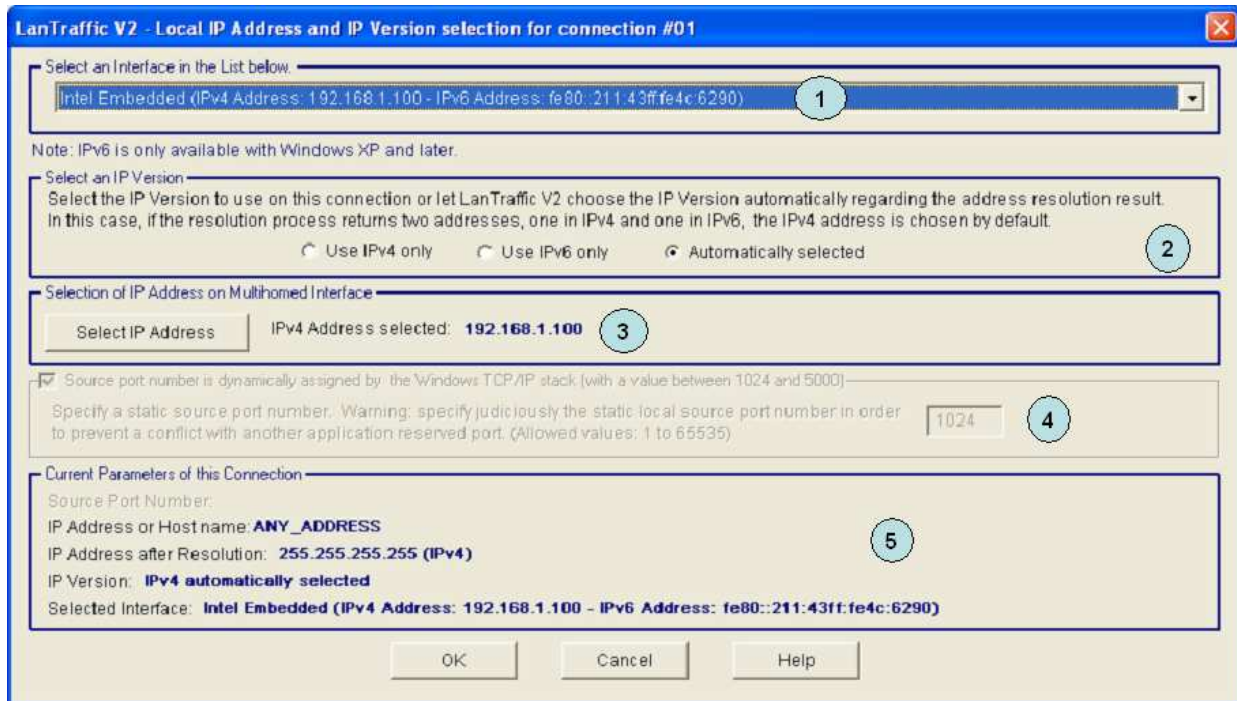 LanTraffic V2 - Local IP Address and IP Version selection for connection #01
Select an Interface in the List below.
Intel Embedded (IPv4 Address: 192.168.1.100 - IPv6 Address: fe80::211:43ff:fe4c:6290)
1
Note: IPv6 is only available with Windows XP and later.
Select an IP Version
Select the IP Version to use on this connection or let LanTraffic V2 choose the IP Version automatically regarding the address resolution result.
In this case, if the resolution process returns two addresses, one in IPv4 and one in IPv6, the IPv4 address is chosen by default.
Use IPv4 only Use IPv6 only Automatically selected
2
Selection of IP Address on Multihomed Interface
Select IP Address IPv4 Address selected: 192.168.1.100 3
Source port number is dynamically assigned by the Windows TCP/IP stack (with a value between 1024 and 5000)
Specify a static source port number. Warning: specify judiciously the static local source port number in order
to prevent a conflict with another application reserved port. (Allowed values: 1 to 65535)
1024 4
Current Parameters of this Connection
Source Port Number:
IP Address or Host name: ANY_ADDRESS
5
IP Address after Resolution: 255.255.255.255 (IPv4)
IP Version: IPv4 automatically selected
Selected Interface: Intel Embedded (IPv4 Address: 192.168.1.100 - IPv6 Address: fe80::211:43ff:fe4c:6290)
OK Cancel Help